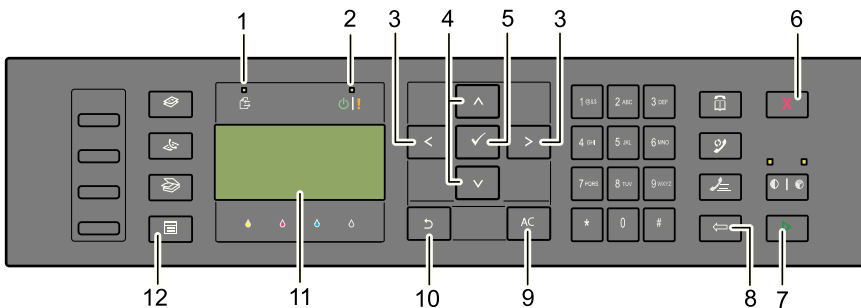 1 2 3 4 5 3 6
1 @:&$ 2 ABC 3 DEF
4 GHI 5 JKL 6 MNO
7 PQRS 8 TUV 9 WXYZ
* 0 #
AC
12 11 10 9 8 7